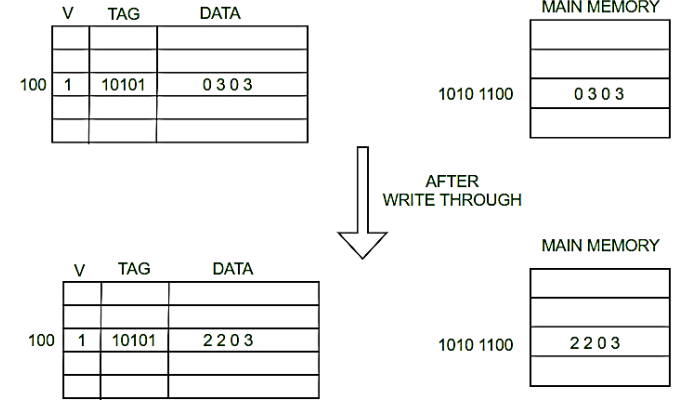 V TAG DATA MAIN MEMORY
100 1 10101 0 3 0 3 1010 1100 0 3 0 3
AFTER
WRITE THROUGH
V TAG DATA MAIN MEMORY
100 1 10101 2 2 0 3 1010 1100 2 2 0 3